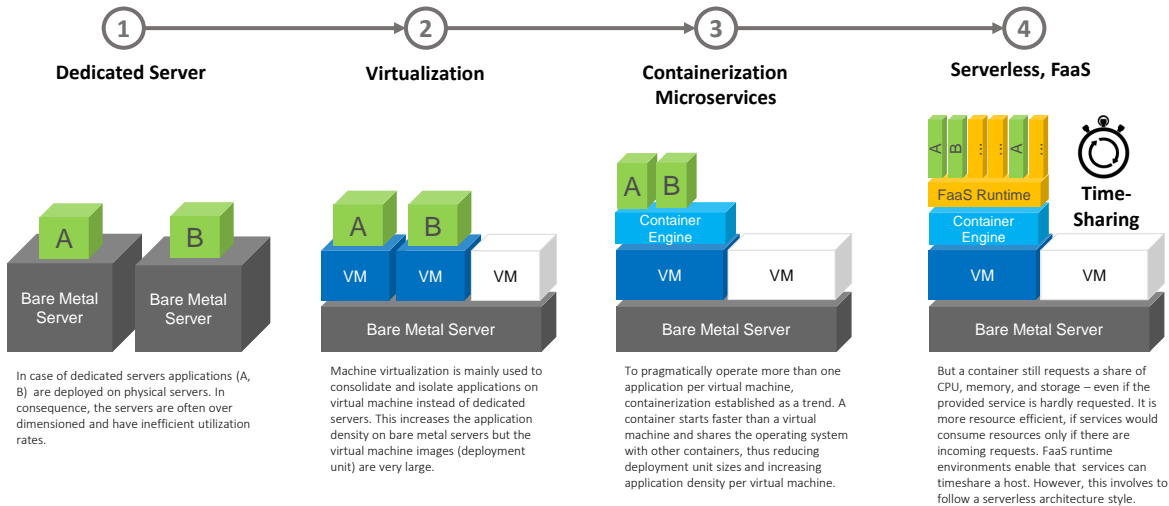 1
2
3
4
Dedicated Server
Virtualization
Containerization
Microservices
Serverless, FaaS
A
B
Bare Metal
Server
Bare Metal
Server
In case of dedicated servers applications (A,
B)  are deployed on physical servers. In
consequence, the servers are often over
dimensioned and have inefficient utilization
rates.
A
B
VM
VM
VM
Bare Metal Server
Machine virtualization is mainly used to
consolidate and isolate applications on
virtual machine instead of dedicated
servers. This increases the application
density on bare metal servers but the
virtual machine images (deployment
unit) are very large.
A
B
Container
Engine
VM
VM
Bare Metal Server
To pragmatically operate more than one
application per virtual machine,
containerization established as a trend. A
container starts faster than a virtual
machine and shares the operating system
with other containers, thus reducing
deployment unit sizes and increasing
application density per virtual machine.
A
B
...
...
A
...
FaaS Runtime
Container
Engine
VM
VM
Bare Metal Server
Time-
Sharing
But a container still requests a share of
CPU, memory, and storage – even if the
provided service is hardly requested. It is
more resource efficient, if services would
consume resources only if there are
incoming requests. FaaS runtime
environments enable that  services can
timeshare a host. However, this involves to
follow a serverless architecture style.